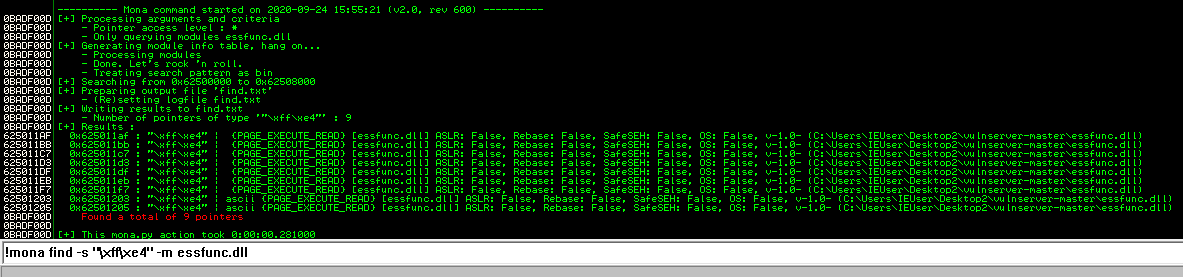 ---------- Mona command started on 2020-09-24 15:55:21 (v2.0, rev 600) ----------
0BADF00D [+] Processing arguments and criteria
0BADF00D - Pointer access level : *
0BADF00D - Only querying modules essfunc.dll
0BADF00D [+] Generating module info table, hang on...
0BADF00D - Processing modules
0BADF00D - Done. Let's rock 'n roll.
0BADF00D - Treating search pattern as bin
0BADF00D [+] Searching from 0x62500000 to 0x62508000
0BADF00D [+] Preparing output file 'find.txt'
0BADF00D - (Re)setting logfile find.txt
0BADF00D [+] Writing results to find.txt
0BADF00D - Number of pointers of type '"\xff\xe4"' : 9
0BADF00D [+] Results :
625011AF 0x625011af : "\xff\xe4" | {PAGE_EXECUTE_READ} [essfunc.dll] ASLR: False, Rebase: False, SafeSEH: False, OS: False, v-1.0- (C:\Users\IEUser\Desktop2\vulnserver-master\essfunc.dll)
625011BB 0x625011bb : "\xff\xe4" | {PAGE_EXECUTE_READ} [essfunc.dll] ASLR: False, Rebase: False, SafeSEH: False, OS: False, v-1.0- (C:\Users\IEUser\Desktop2\vulnserver-master\essfunc.dll)
625011C7 0x625011c7 : "\xff\xe4" | {PAGE_EXECUTE_READ} [essfunc.dll] ASLR: False, Rebase: False, SafeSEH: False, OS: False, v-1.0- (C:\Users\IEUser\Desktop2\vulnserver-master\essfunc.dll)
625011D3 0x625011d3 : "\xff\xe4" | {PAGE_EXECUTE_READ} [essfunc.dll] ASLR: False, Rebase: False, SafeSEH: False, OS: False, v-1.0- (C:\Users\IEUser\Desktop2\vulnserver-master\essfunc.dll)
625011DF 0x625011df : "\xff\xe4" | {PAGE_EXECUTE_READ} [essfunc.dll] ASLR: False, Rebase: False, SafeSEH: False, OS: False, v-1.0- (C:\Users\IEUser\Desktop2\vulnserver-master\essfunc.dll)
625011EB 0x625011eb : "\xff\xe4" | {PAGE_EXECUTE_READ} [essfunc.dll] ASLR: False, Rebase: False, SafeSEH: False, OS: False, v-1.0- (C:\Users\IEUser\Desktop2\vulnserver-master\essfunc.dll)
625011F7 0x625011f7 : "\xff\xe4" | {PAGE_EXECUTE_READ} [essfunc.dll] ASLR: False, Rebase: False, SafeSEH: False, OS: False, v-1.0- (C:\Users\IEUser\Desktop2\vulnserver-master\essfunc.dll)
62501203 0x62501203 : "\xff\xe4" | ascii {PAGE_EXECUTE_READ} [essfunc.dll] ASLR: False, Rebase: False, SafeSEH: False, OS: False, v-1.0- (C:\Users\IEUser\Desktop2\vulnserver-master\essfunc.dll)
62501205 0x62501205 : "\xff\xe4" | ascii {PAGE_EXECUTE_READ} [essfunc.dll] ASLR: False, Rebase: False, SafeSEH: False, OS: False, v-1.0- (C:\Users\IEUser\Desktop2\vulnserver-master\essfunc.dll)
0BADF00D Found a total of 9 pointers
0BADF00D
0BADF00D [+] This mona.py action took 0:00:00.281000
!mona find -s "\xff\xe4" -m essfunc.dll